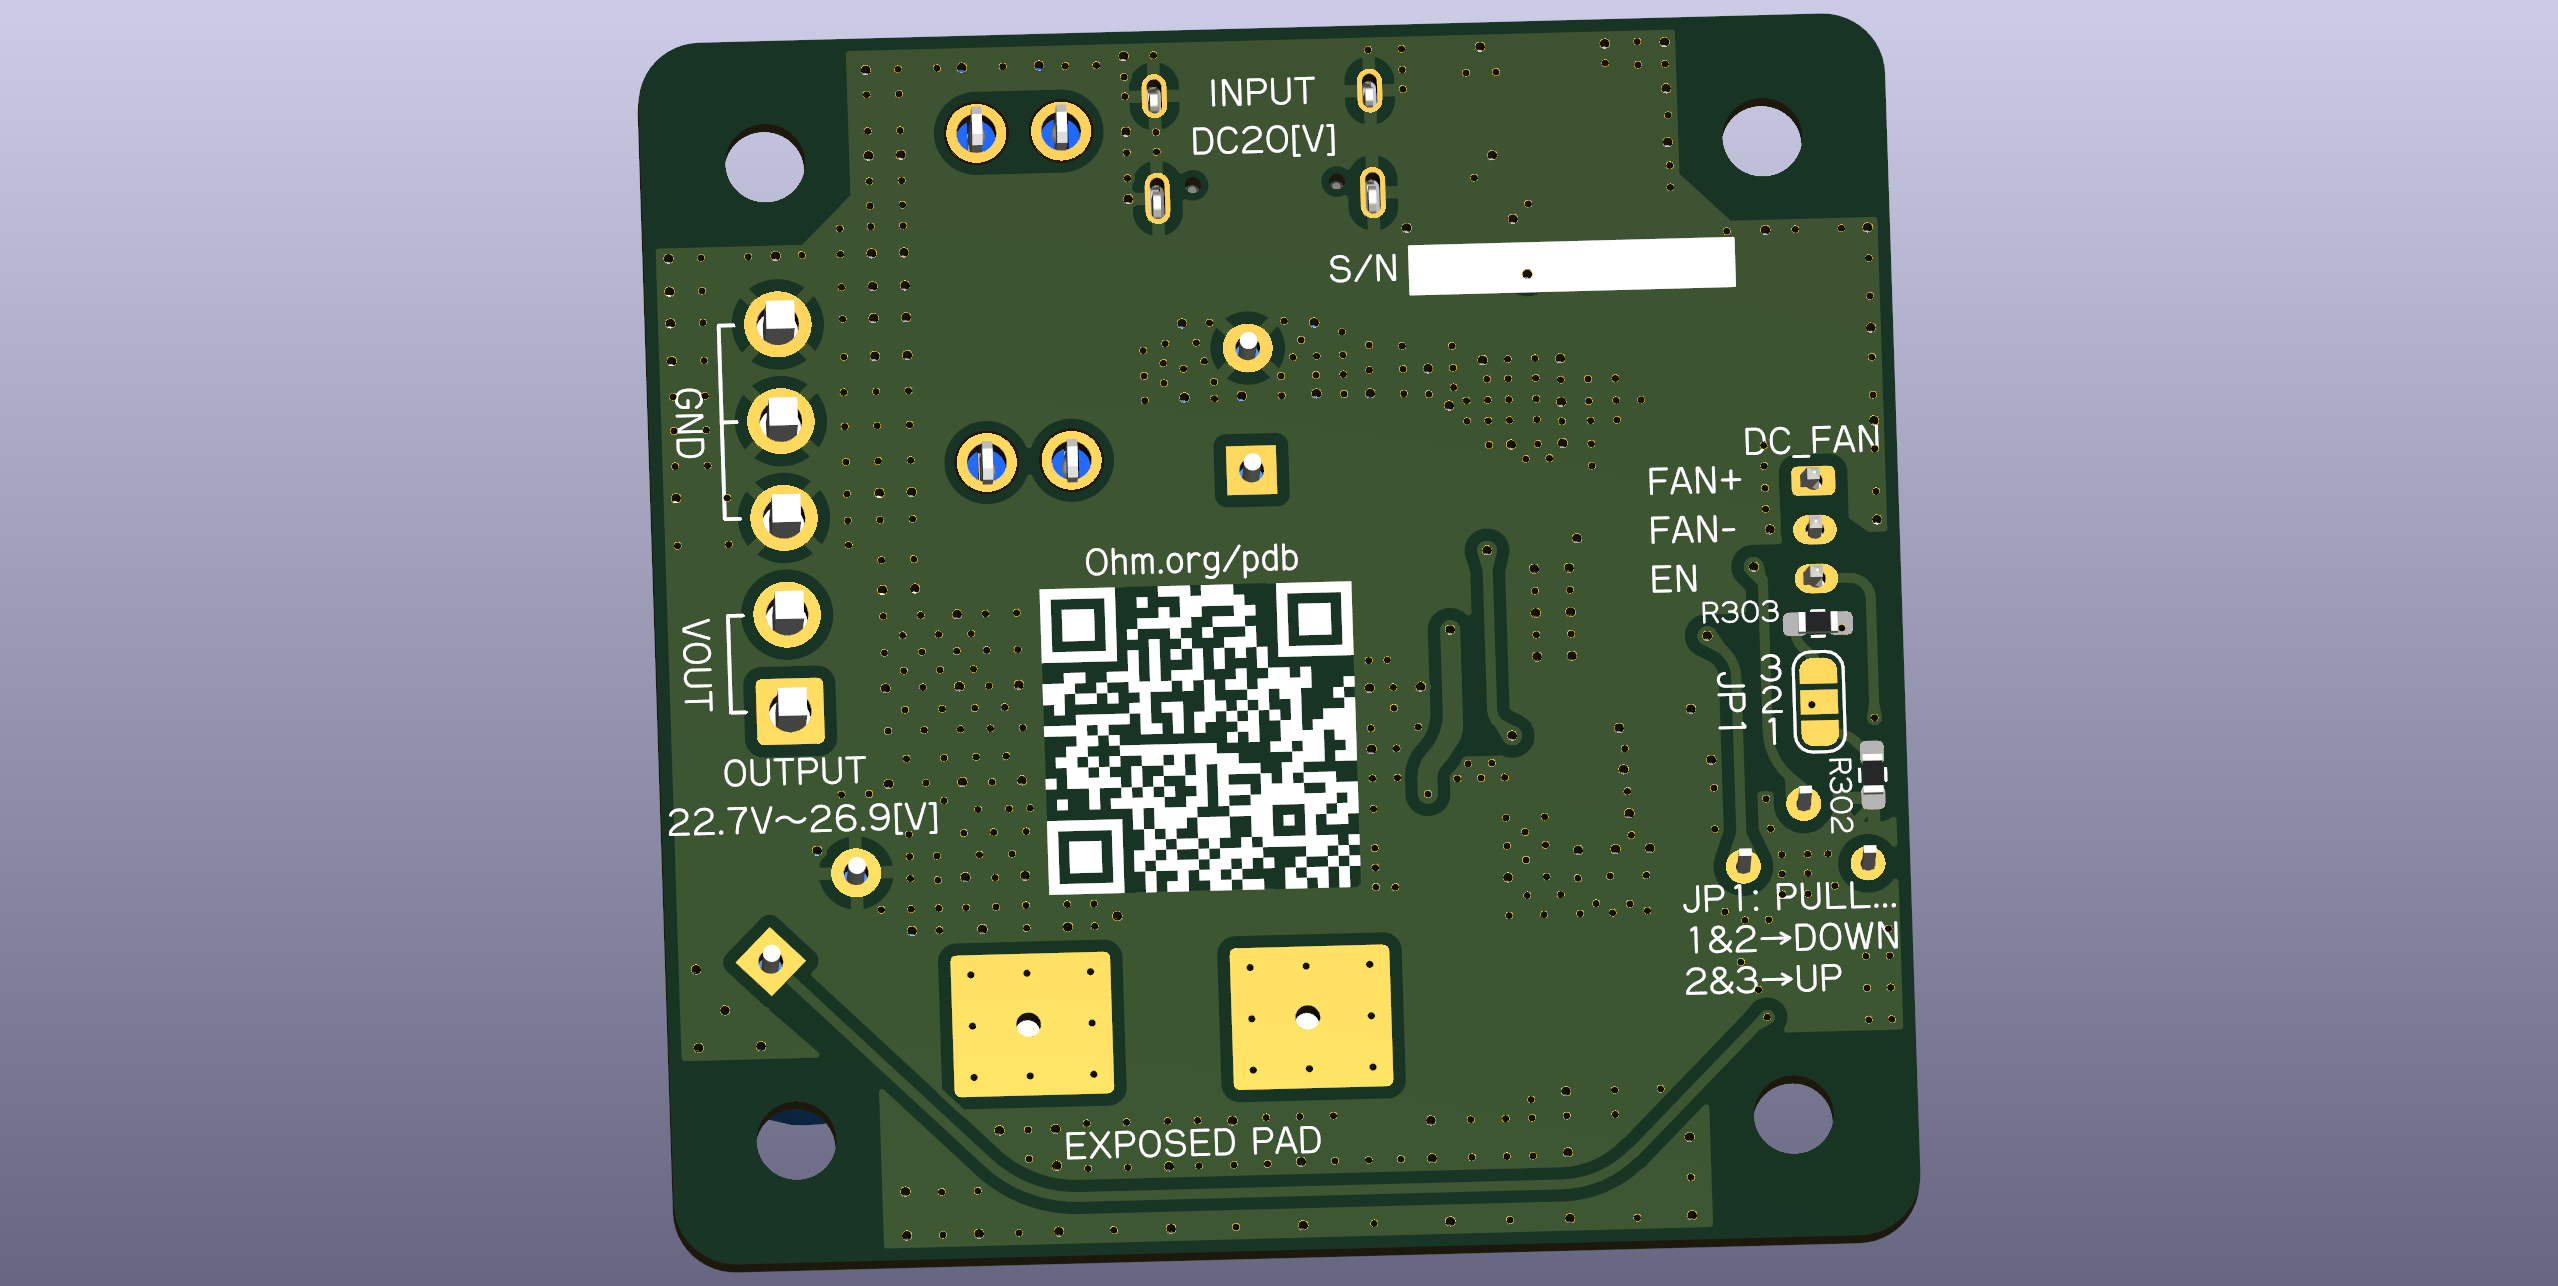 INPUT
DC20[V]
S/N
GND
DC_FAN
FAN+
FAN-
EN
Ohm.org/pdb
R303
VOUT
3
2
1
JP1
R302
OUTPUT
22.7V～26.9[V]
JP1: PULL...
1&2→DOWN
2&3→UP
EXPOSED PAD